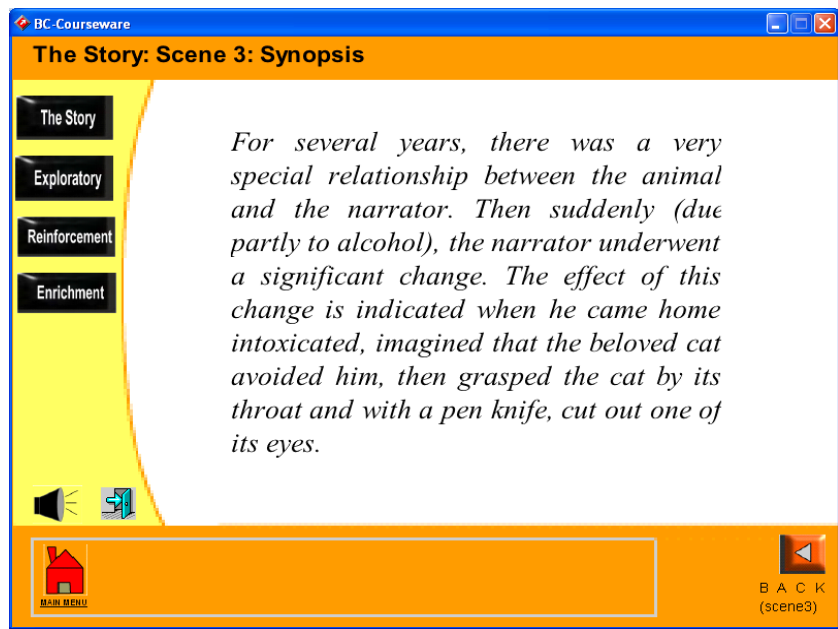 BC-Courseware
The Story: Scene 3: Synopsis
The Story
Exploratory
Reinforcement
Enrichment
For several years, there was a very
special relationship between the animal
and the narrator. Then suddenly (due
partly to alcohol), the narrator underwent
a significant change. The effect of this
change is indicated when he came home
intoxicated, imagined that the beloved cat
avoided him, then grasped the cat by its
throat and with a pen knife, cut out one of
its eyes.
MAIN MENU
BACK
(scene3)